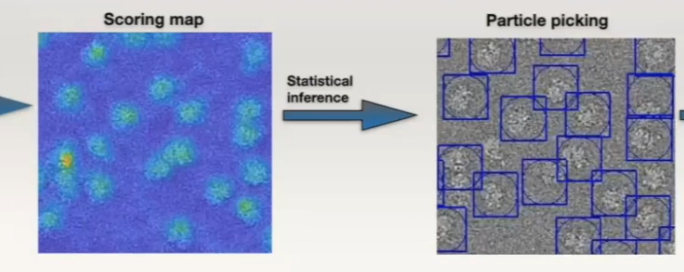 Scoring map
Statistical
inference
Particle picking